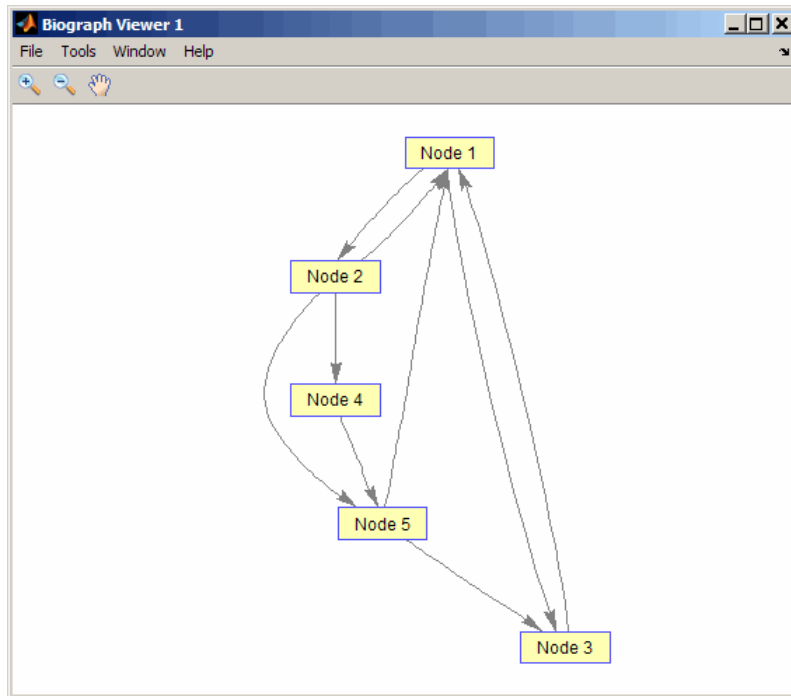 Biograph Viewer 1
File Tools Window Help
Node 1
Node 2
Node 4
Node 5
Node 3